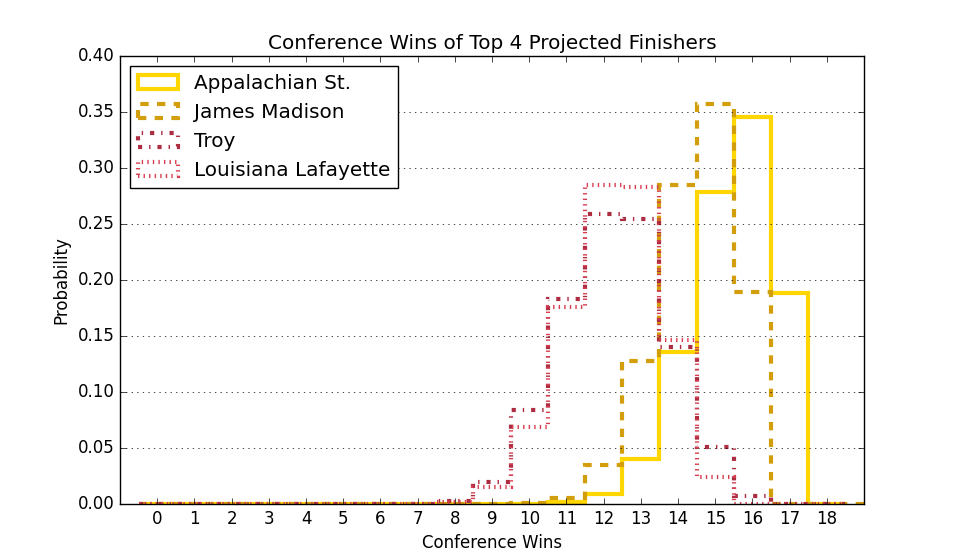 Conference Wins of Top 4 Projected Finishers
0.40
0.35
0.30
0.25
0.20
0.15
0.10
0.05
0.00
Probability
Appalachian St.
James Madison
Troy
Louisiana Lafayette
0 1 2 3 4 5 6 7 8 9 10 11 12 13 14 15 16 17 18
Conference Wins